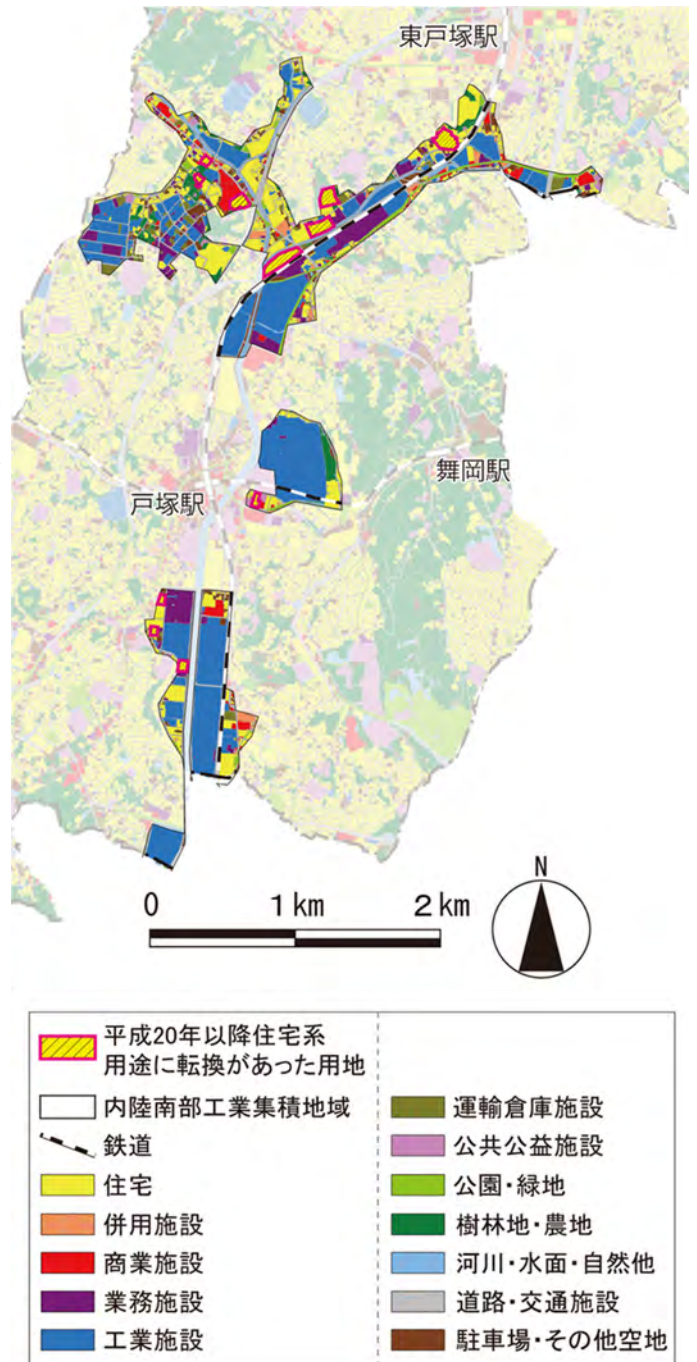 東戸塚駅
舞岡駅
戸塚駅
N
0 1km 2km
平成20年以降住宅系
用途に転換があった用地
内陸南部工業集積地域
鉄道
住宅
併用施設
商業施設
業務施設
工業施設
運輸倉庫施設
公共公益施設
公園・緑地
樹林地・農地
河川・水面・自然他
道路・交通施設
駐車場・その他空地